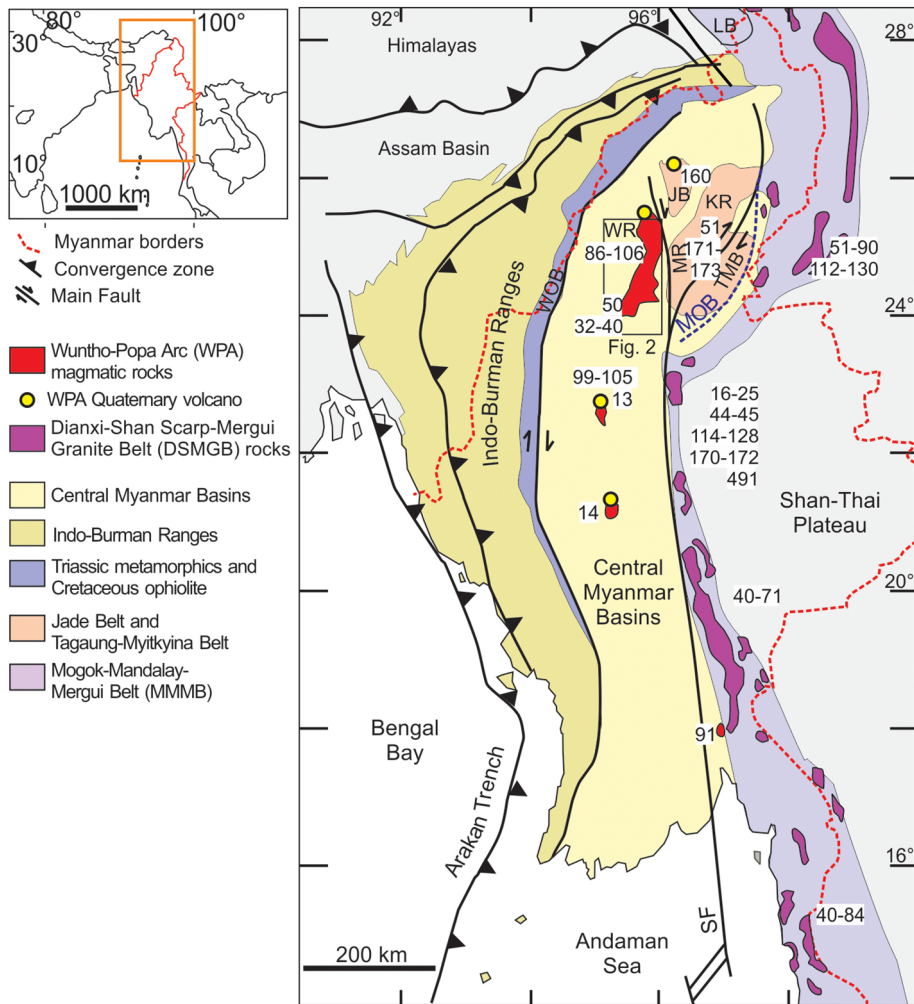 80°
100°
30°
10°
1000 km
Myanmar borders
Convergence zone
Main Fault
Wuntho-Popa Arc (WPA)
magmatic rocks
WPA Quaternary volcano
Dianxi-Shan Scarp-Mergui
Granite Belt (DSMGB) rocks
Central Myanmar Basins
Indo-Burman Ranges
Triassic metamorphics and
Cretaceous ophiolite
Jade Belt and
Tagaung-Myitkyina Belt
Mogok-Mandalay-
Mergui Belt (MMMB)
92°
96°
LB
28°
Himalayas
Assam Basin
160
JB
KR
WR
51
86-106
MR
171-
173
TMB
51-90
112-130
WOB
MOB
50
32-40
24°
Fig. 2
Indo-Burman Ranges
99-105
13
16-25
44-45
114-128
170-172
491
14
Shan-Thai
Plateau
Central
Myanmar
Basins
40-71
20°
Bengal
Bay
91
Arakan Trench
16°
40-84
SF
200 km
Andaman
Sea